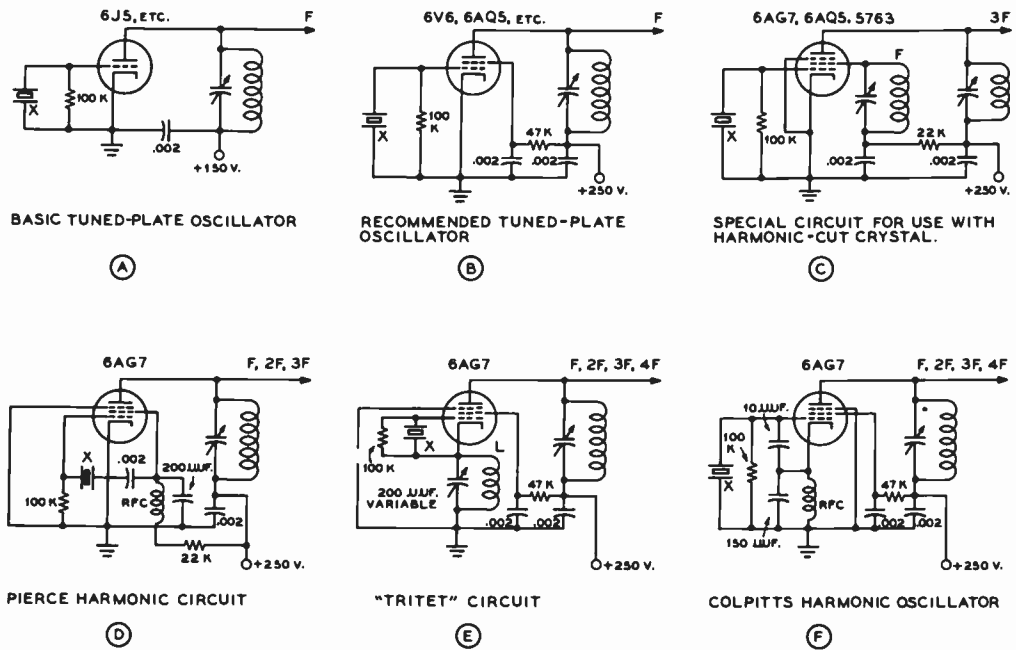 6J5, ETC.
F
X
100 K
.002
+150 V.
BASIC TUNED-PLATE OSCILLATOR
A
6V6, 6AQ5, ETC.
F
X
100
K
47 K
.002
.002
+250 V.
RECOMMENDED TUNED-PLATE
OSCILLATOR
B
6AG7, 6AQ5. 5763
3F
F
X
100 K
22 K
.002
.002
+250 V.
SPECIAL CIRCUIT FOR USE WITH
HARMONIC-CUT CRYSTAL.
C
6AG7
F, 2F, 3F
X
.002
200 UUF.
100 K
RFC
.002
22 K
+250 V.
PIERCE HARMONIC CIRCUIT
D
6AG7
F, 2F, 3F, 4F
X
L
100 K
200 UUF.
VARIABLE
47 K
.002
.002
+250 V.
"TRITET" CIRCUIT
E
6AG7
F, 2F, 3F, 4F
10 UUF.
100
K
X
RFC
47 K
.002
.002
150 UUF.
+250 V.
COLPITTS HARMONIC OSCILLATOR
F